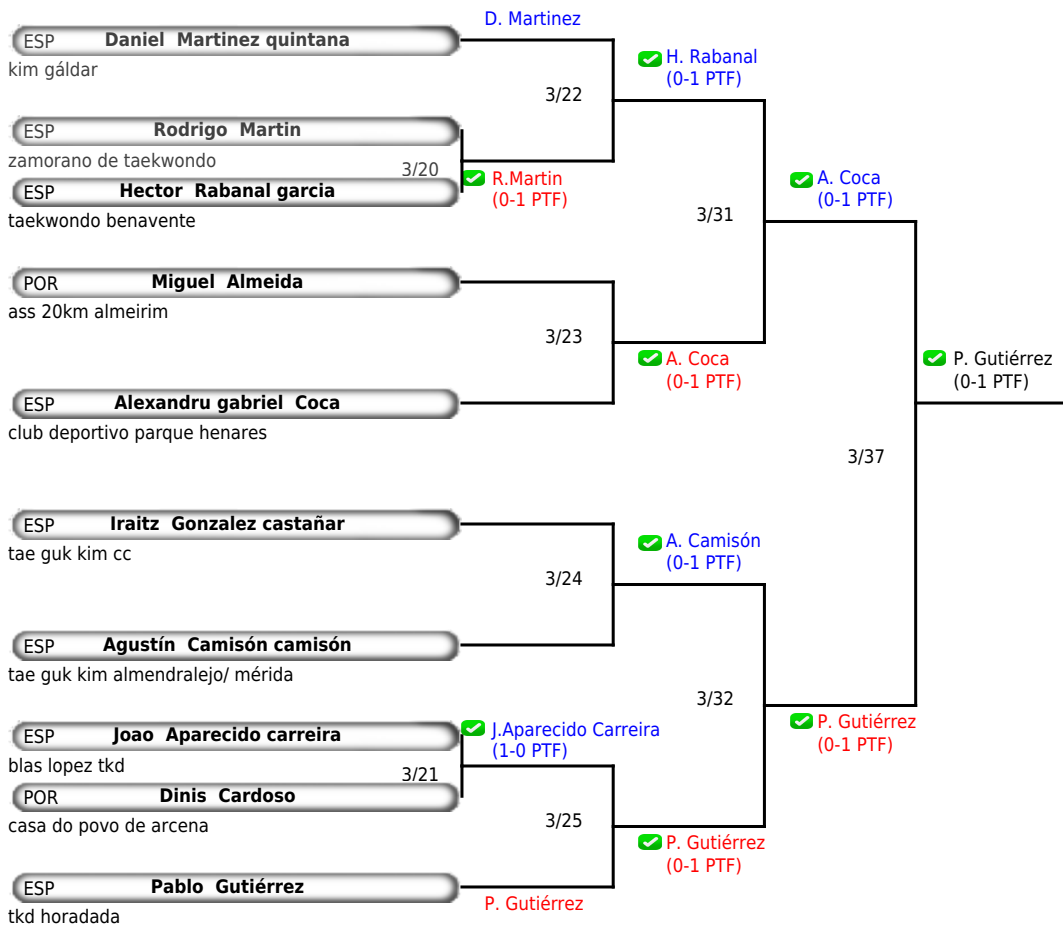 D. Martinez
ESP Daniel  Martinez quintana
kim gáldar
H. Rabanal
(0-1 PTF)
3/22
ESP Rodrigo  Martin
zamorano de taekwondo
3/20
R.Martin
(0-1 PTF)
ESP Hector  Rabanal garcia
taekwondo benavente
A. Coca
(0-1 PTF)
3/31
POR Miguel  Almeida
ass 20km almeirim
3/23
A. Coca
(0-1 PTF)
P. Gutiérrez
(0-1 PTF)
ESP Alexandru gabriel  Coca
club deportivo parque henares
3/37
ESP Iraitz  Gonzalez castañar
tae guk kim cc
A. Camisón
(0-1 PTF)
3/24
ESP Agustín  Camisón camisón
tae guk kim almendralejo/ mérida
3/32
P. Gutiérrez
(0-1 PTF)
ESP Joao  Aparecido carreira
blas lopez tkd
J.Aparecido Carreira
(1-0 PTF)
3/21
POR Dinis  Cardoso
casa do povo de arcena
3/25
P. Gutiérrez
(0-1 PTF)
ESP Pablo  Gutiérrez
tkd horadada
P. Gutiérrez